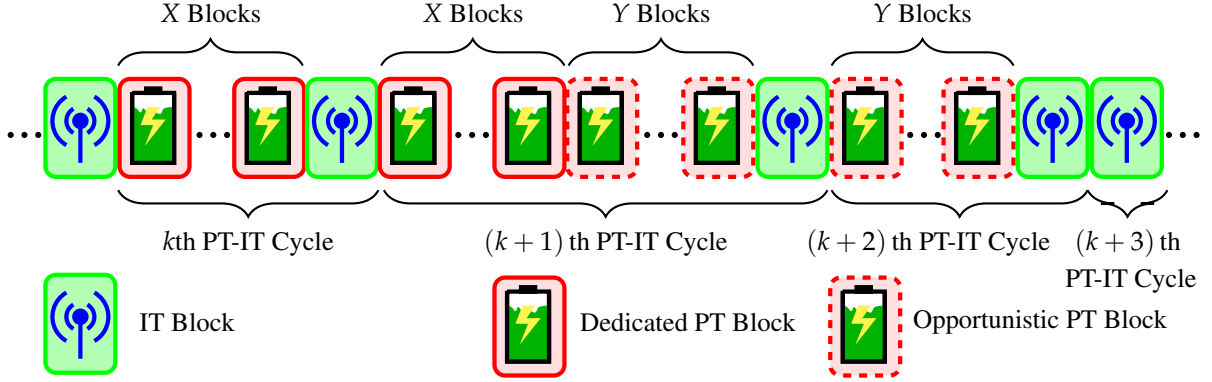 X Blocks
X Blocks
Y Blocks
Y Blocks
kth PT-IT Cycle
(k + 1) th PT-IT Cycle
(k + 2) th PT-IT Cycle
(k + 3) th
PT-IT Cycle
IT Block
Dedicated PT Block
Opportunistic PT Block